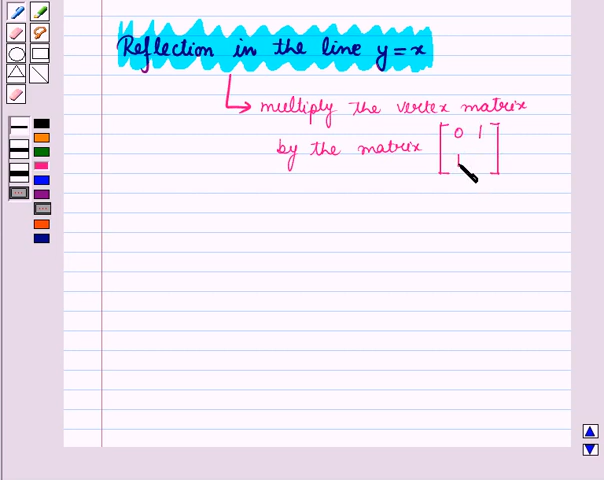 Reflection in the line y = x
multiply the vertex matrix
by the matrix [ 0 1
1 ]